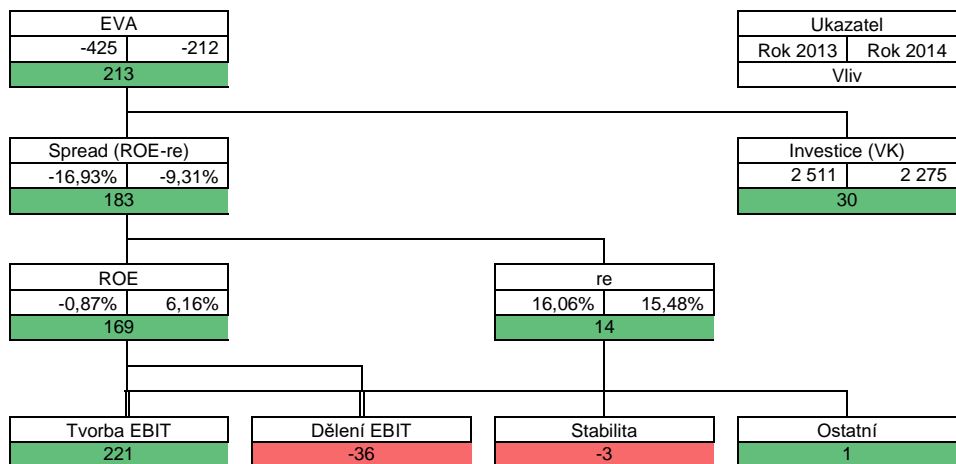 EVA
-425 -212
213
Ukazatel
Rok 2013 Rok 2014
Vliv
Spread (ROE-re)
-16,93% -9,31%
183
Investice (VK)
2 511 2 275
30
ROE
-0,87% 6,16%
169
re
16,06% 15,48%
14
Tvorba EBIT
221
Dělení EBIT
-36
Stabilita
-3
Ostatní
1